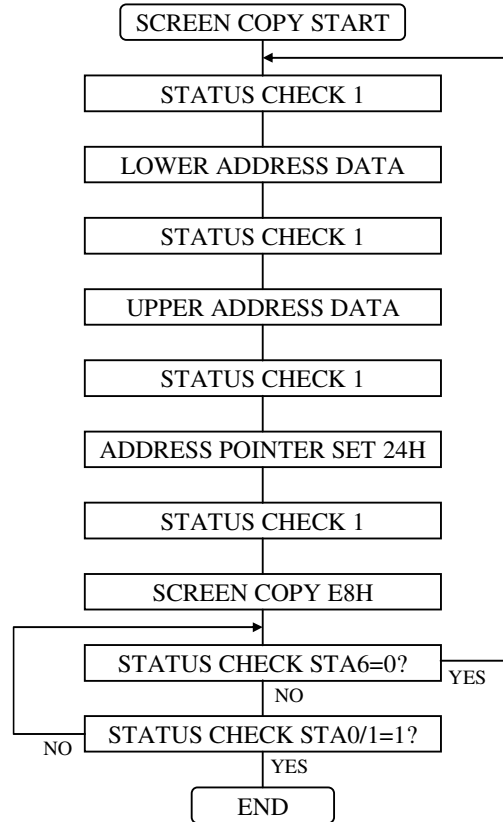 SCREEN COPY START
STATUS CHECK 1
LOWER ADDRESS DATA
STATUS CHECK 1
UPPER ADDRESS DATA
STATUS CHECK 1
ADDRESS POINTER SET 24H
STATUS CHECK 1
SCREEN COPY E8H
STATUS CHECK STA6=0?
YES
NO
STATUS CHECK STA0/1=1?
NO
YES
END